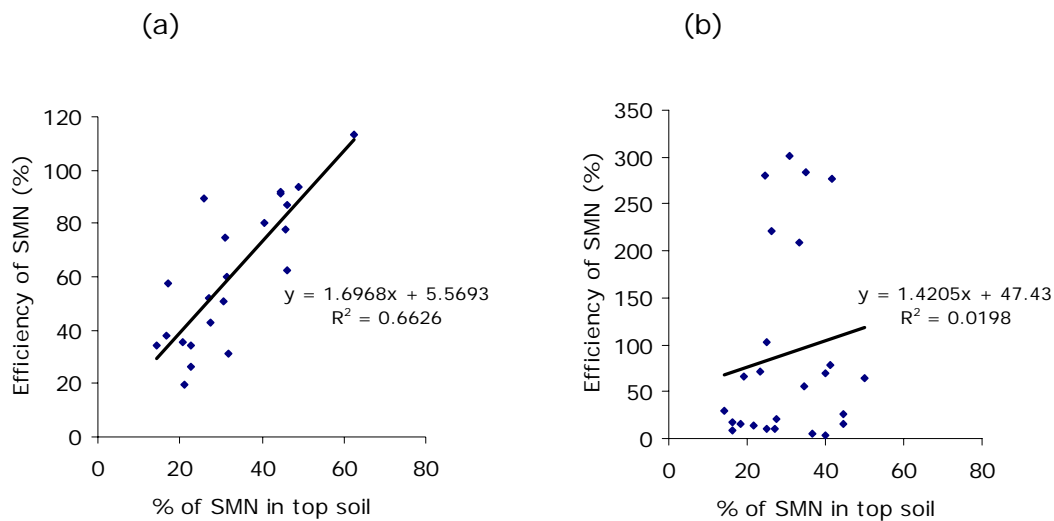 (a)
120
100
80
60
40
20
0
Efficiency of SMN (%)
y = 1.6968x + 5.5693
R² = 0.6626
0 20 40 60 80
% of SMN in top soil
(b)
350
300
250
200
150
100
50
0
Efficiency of SMN (%)
y = 1.4205x + 47.43
R² = 0.0198
0 20 40 60 80
% of SMN in top soil